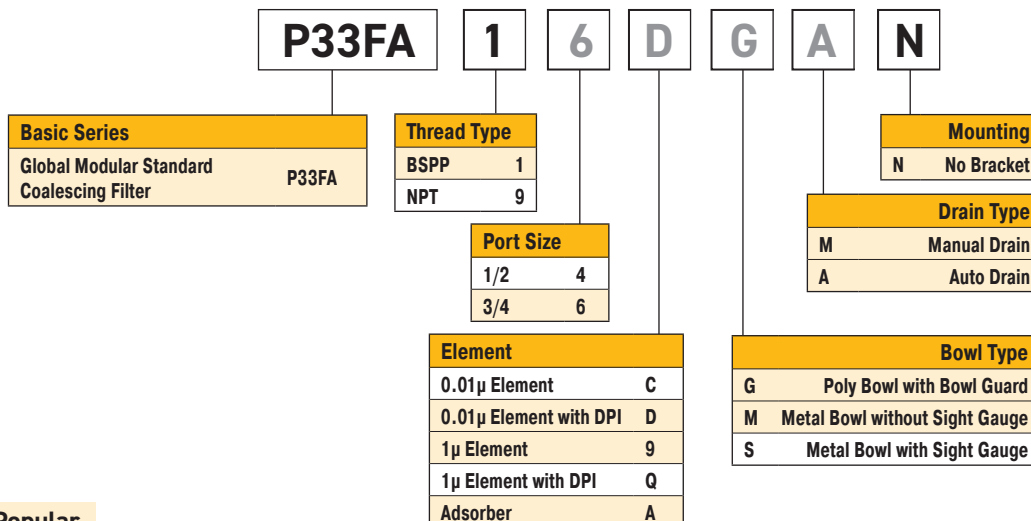 P33FA 1 6 D G A N
Basic Series
Global Modular Standard
Coalescing Filter P33FA
Thread Type
BSPP 1
NPT 9
Port Size
1/2 4
3/4 6
Element
0.01µ Element C
0.01µ Element with DPI D
1µ Element 9
1µ Element with DPI Q
Adsorber A
Mounting
N No Bracket
Drain Type
M Manual Drain
A Auto Drain
Bowl Type
G Poly Bowl with Bowl Guard
M Metal Bowl without Sight Gauge
S Metal Bowl with Sight Gauge
Popular